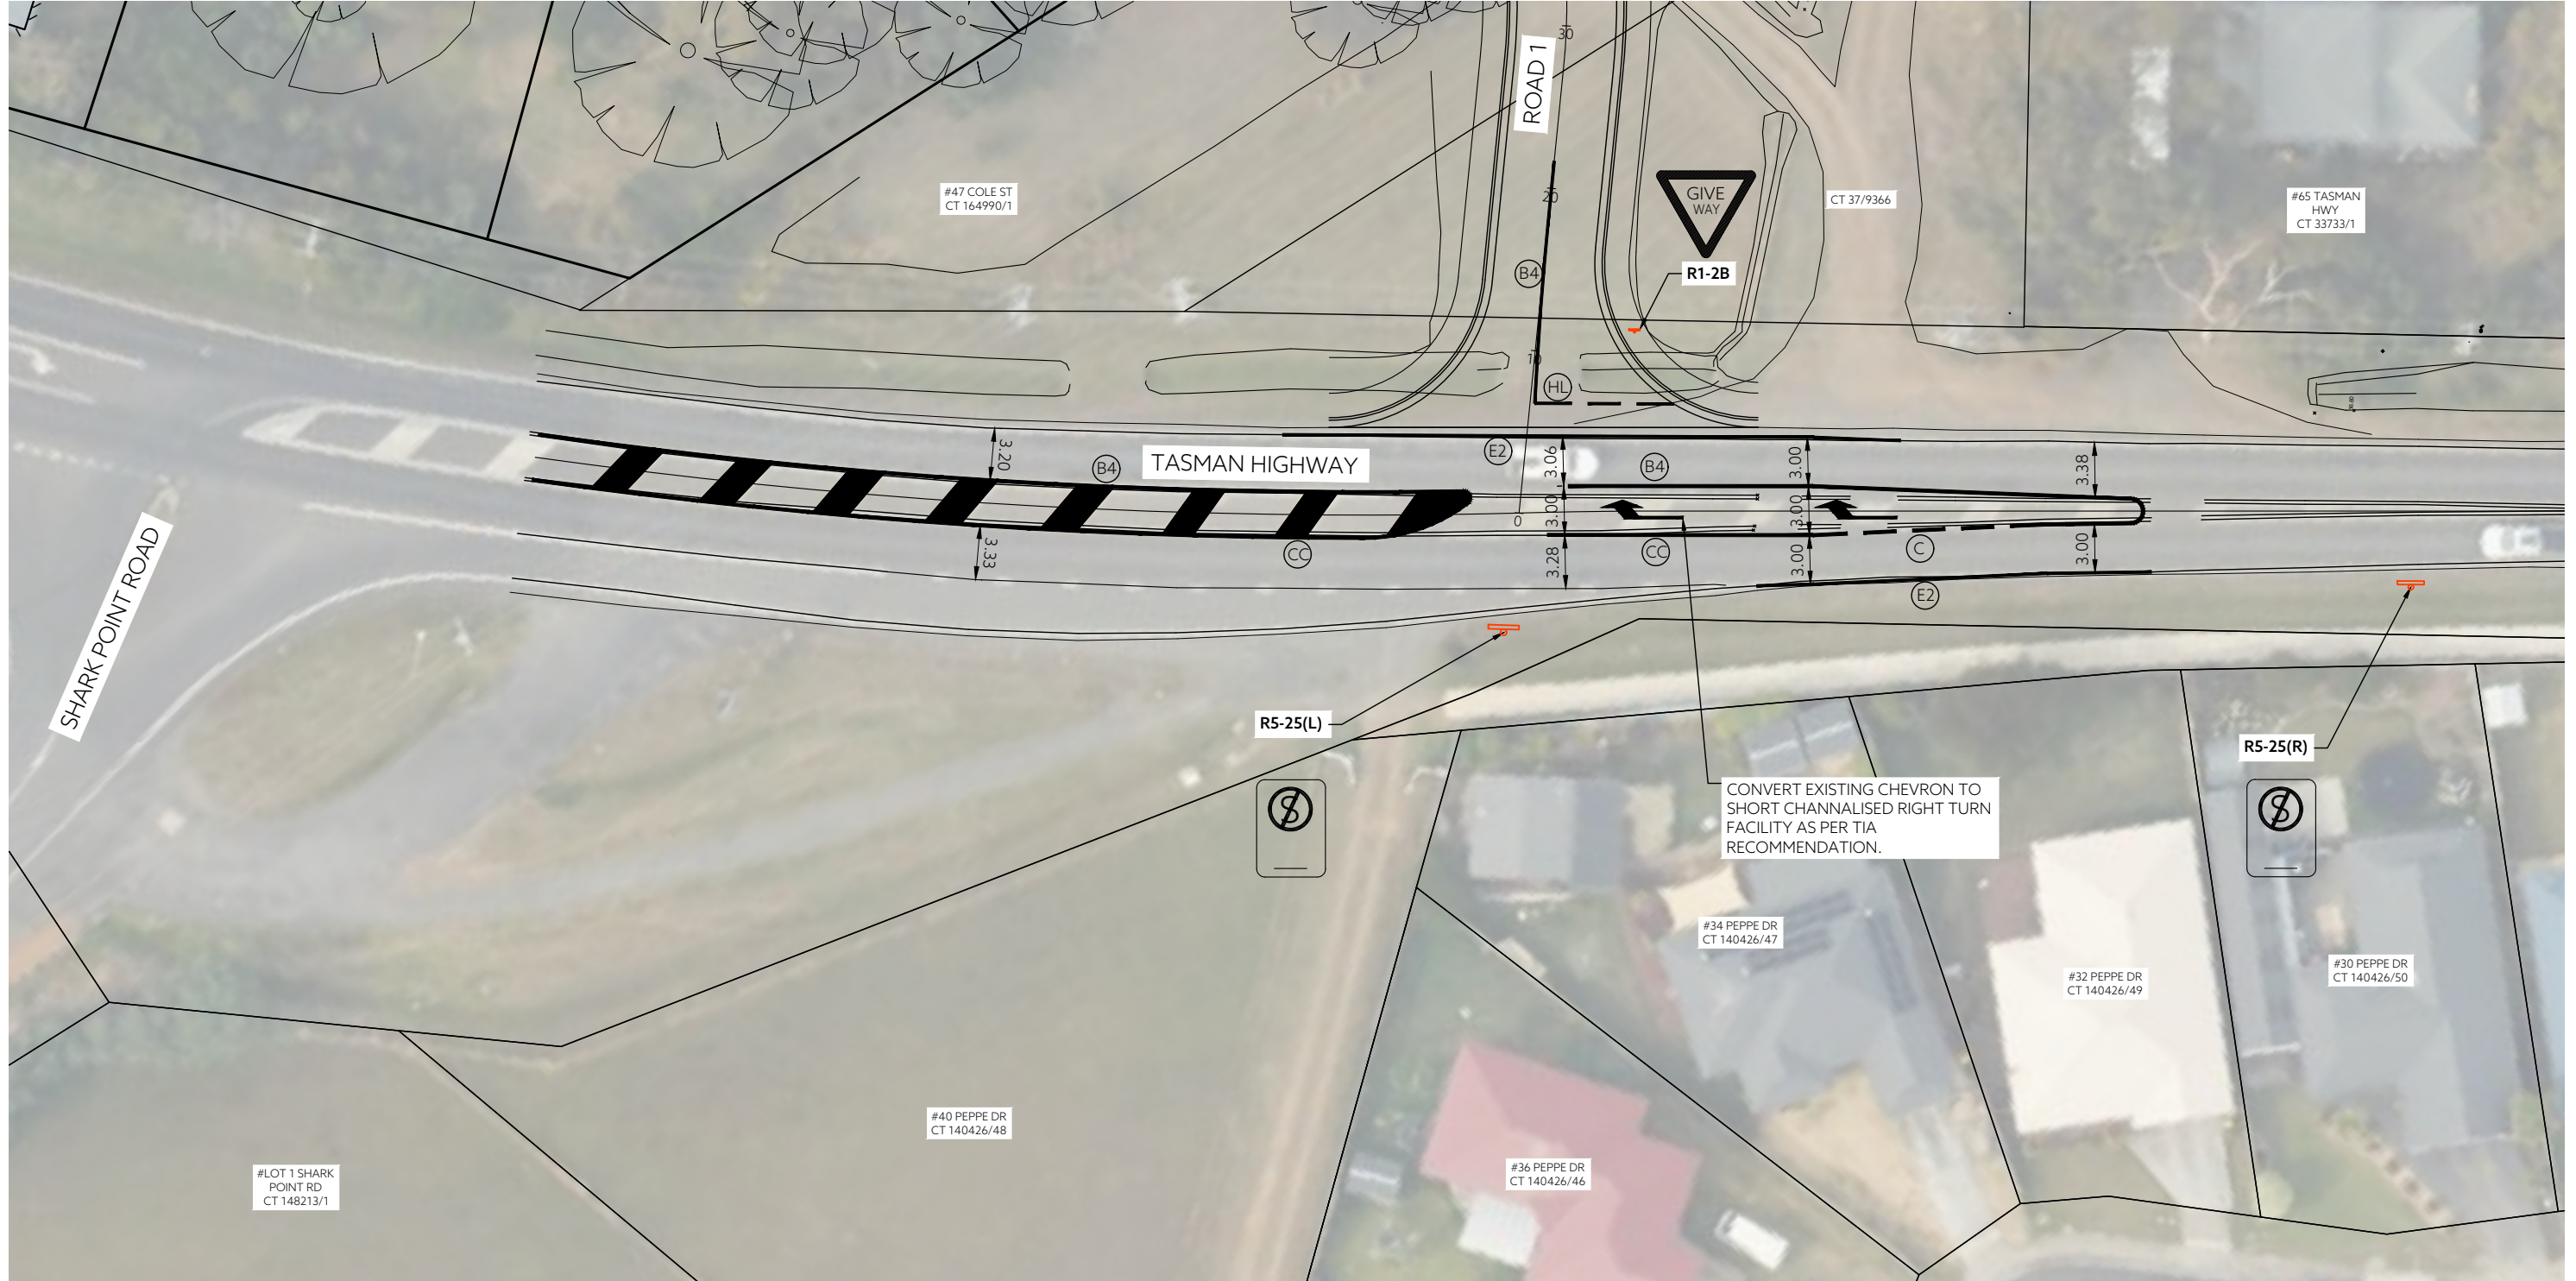 30
ROAD 1
20
#47 COLE ST
CT 164990/1
GIVE
WAY
CT 37/9366
#65 TASMAN
HWY
CT 33733/1
B4
R1-2B
10
HL
3.20
B4
TASMAN HIGHWAY
E2
3.06
B4
3.00
3.38
0
3.00
3.00
3.33
CC
3.28
CC
3.00
C
3.00
E2
SHARK POINT ROAD
R5-25(L)
R5-25(R)
S
S
CONVERT EXISTING CHEVRON TO
SHORT CHANNALISED RIGHT TURN
FACILITY AS PER TIA
RECOMMENDATION.
#34 PEPPE DR
CT 140426/47
#32 PEPPE DR
CT 140426/49
#30 PEPPE DR
CT 140426/50
#40 PEPPE DR
CT 140426/48
#LOT 1 SHARK
POINT RD
CT 148213/1
#36 PEPPE DR
CT 140426/46